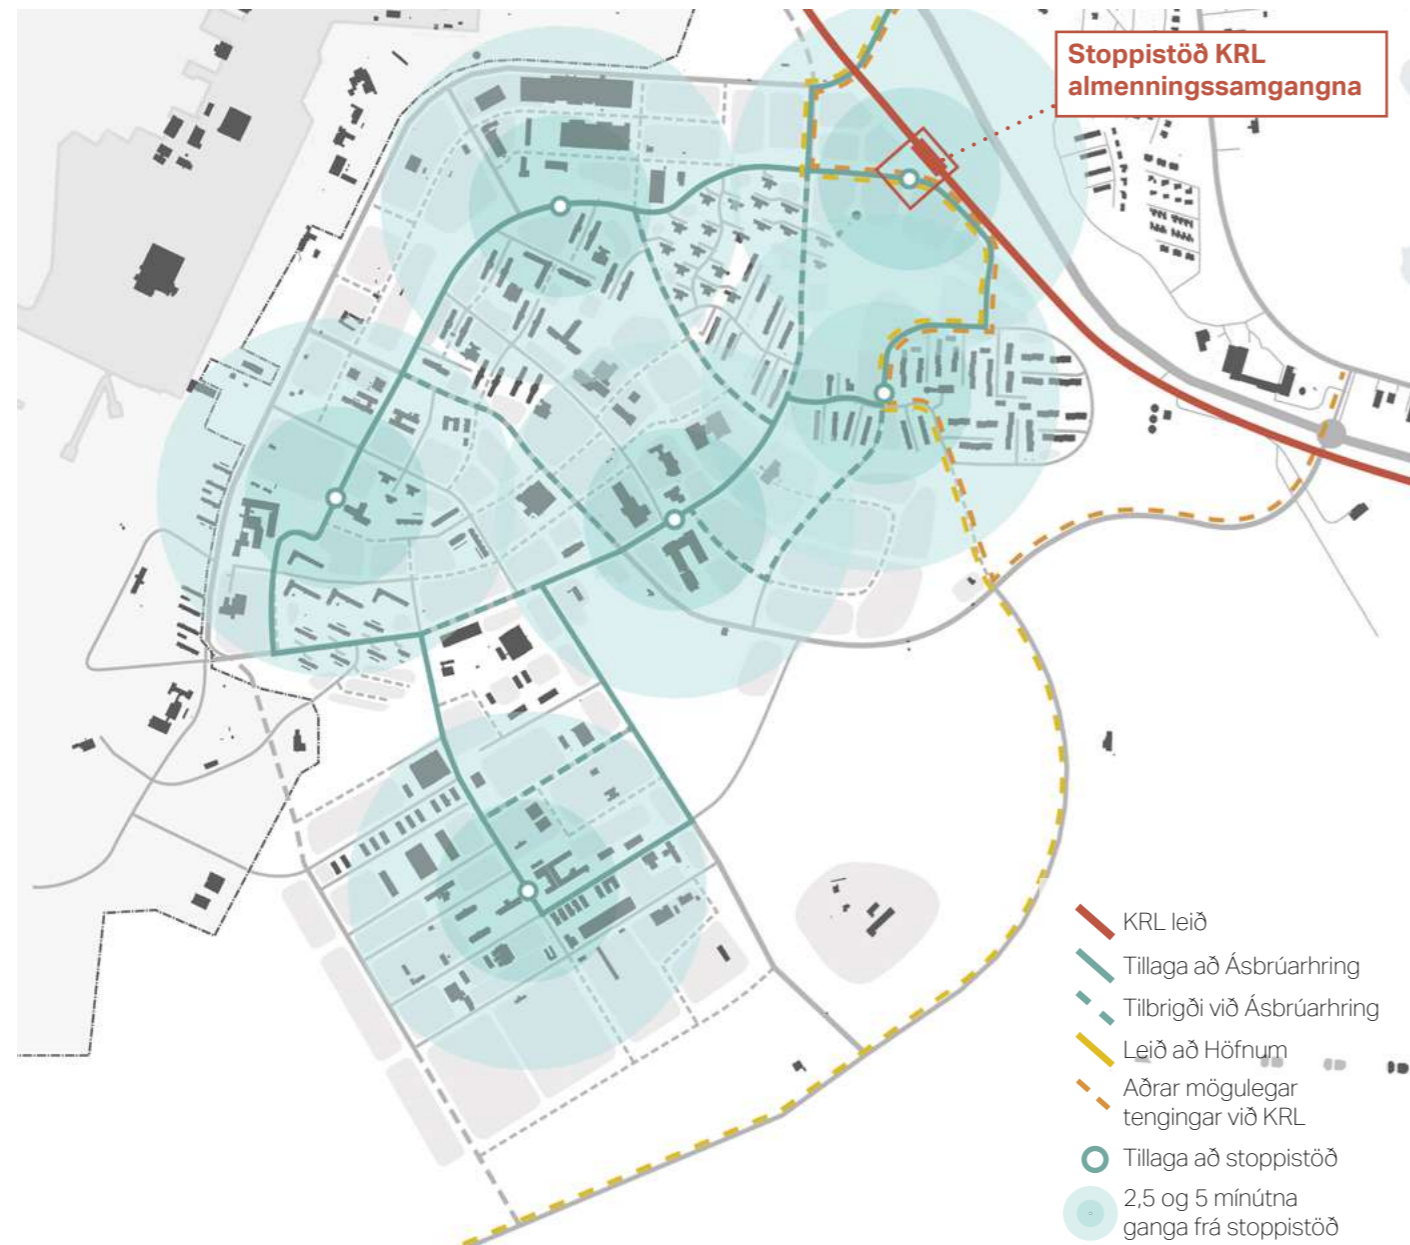 Stoppistöð KRL
almenningssamgangna
KRL leið
Tillaga að Ásbrúarhring
Tilbrigði við Ásbrúarhring
Leið að Höfnum
Aðrar mögulegar
tengingar við KRL
Tillaga að stoppistöð
2,5 og 5 mínútna
ganga frá stoppistöð